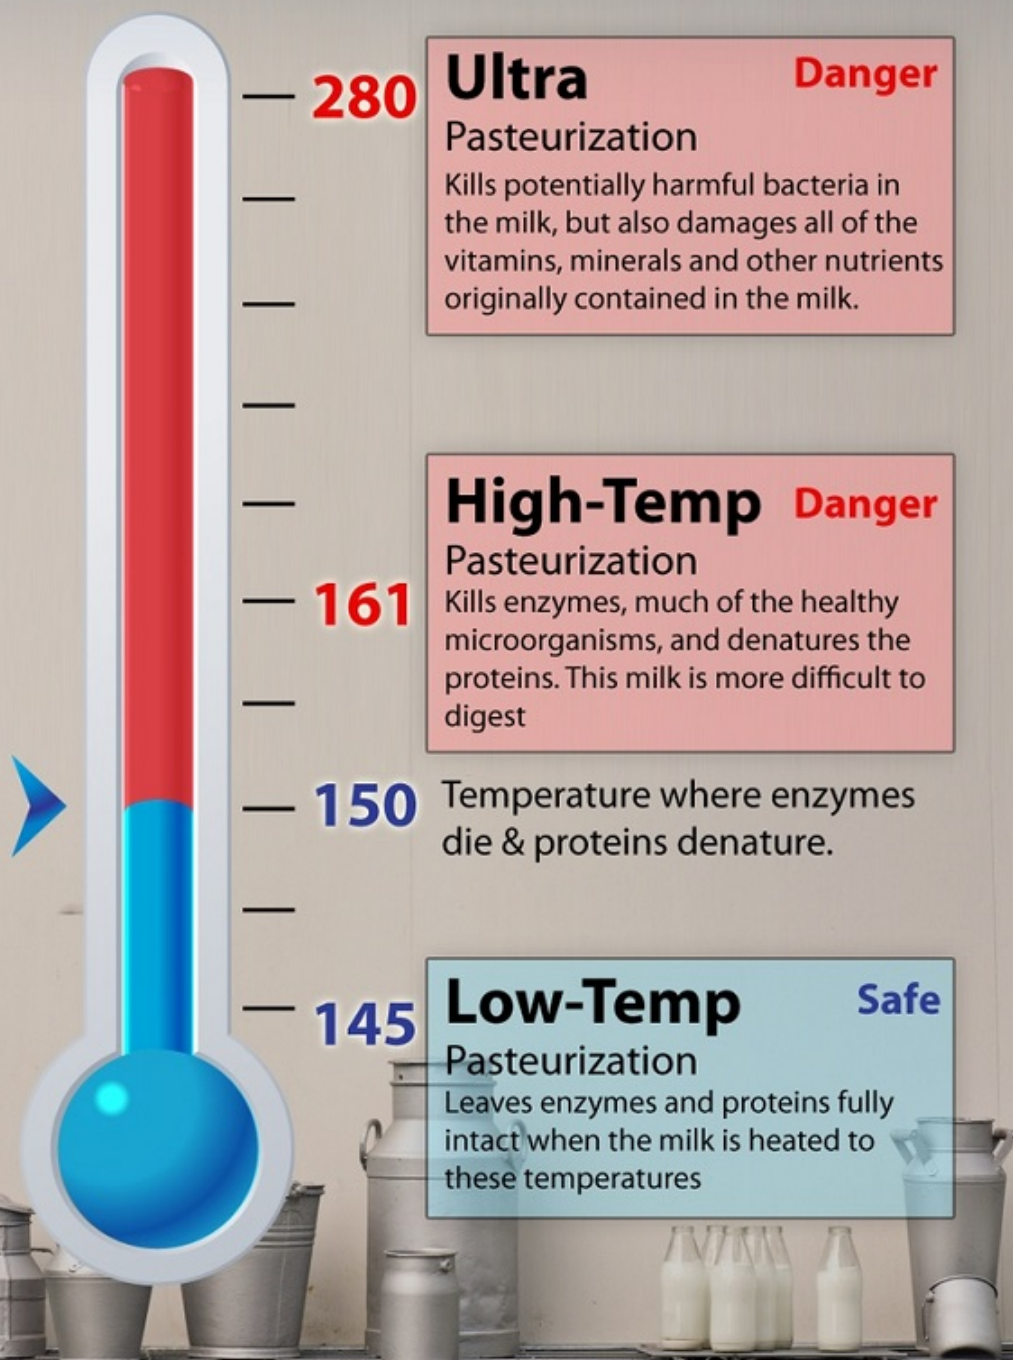 280
Ultra Danger
Pasteurization
Kills potentially harmful bacteria in
the milk, but also damages all of the
vitamins, minerals and other nutrients
originally contained in the milk.
161
High-Temp Danger
Pasteurization
Kills enzymes, much of the healthy
microorganisms, and denatures the
proteins. This milk is more difficult to
digest
150
Temperature where enzymes
die & proteins denature.
145
Low-Temp Safe
Pasteurization
Leaves enzymes and proteins fully
intact when the milk is heated to
these temperatures